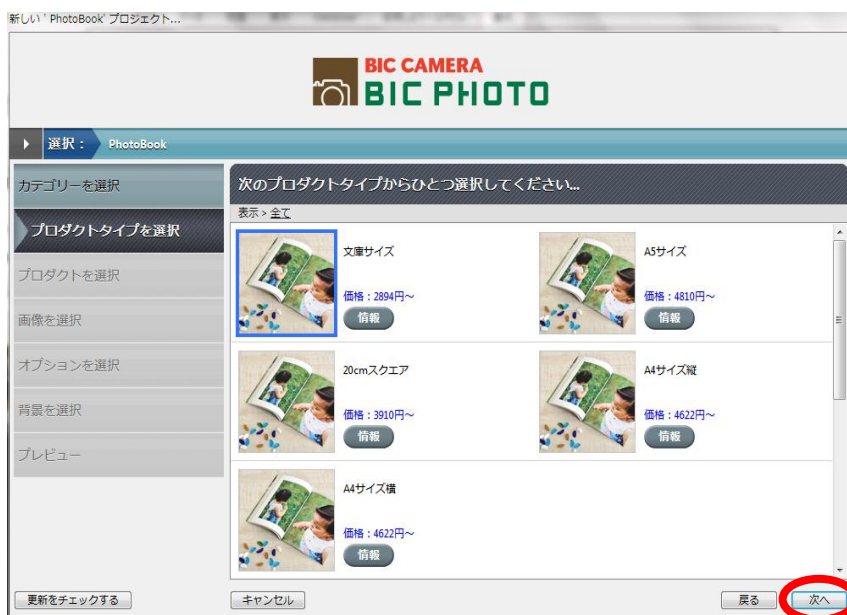 新しい ' PhotoBook' プロジェクト...
BIC CAMERA
BIC PHOTO
選択： PhotoBook
カテゴリーを選択
プロダクトタイプを選択
プロダクトを選択
画像を選択
オプションを選択
背景を選択
プレビュー
次のプロダクトタイプからひとつ選択してください...
表示 > 全て
文庫サイズ
価格：2894円～
情報
A5サイズ
価格：4810円～
情報
20cmスクエア
価格：3910円～
情報
A4サイズ縦
価格：4622円～
情報
A4サイズ横
価格：4622円～
情報
更新をチェックする
キャンセル
戻る
次へ